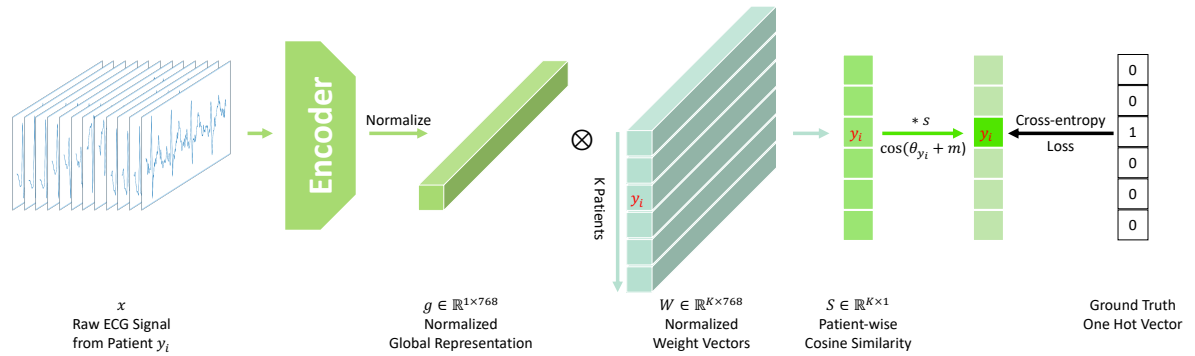 Encoder
Normalize
⊗
K Patients
y_i
y_i
* s
cos(θ_{y_i} + m)
y_i
Cross-entropy
Loss
0
0
1
0
0
0
x
Raw ECG Signal
from Patient y_i
g ∈ ℝ^{1×768}
Normalized
Global Representation
W ∈ ℝ^{K×768}
Normalized
Weight Vectors
S ∈ ℝ^{K×1}
Patient-wise
Cosine Similarity
Ground Truth
One Hot Vector